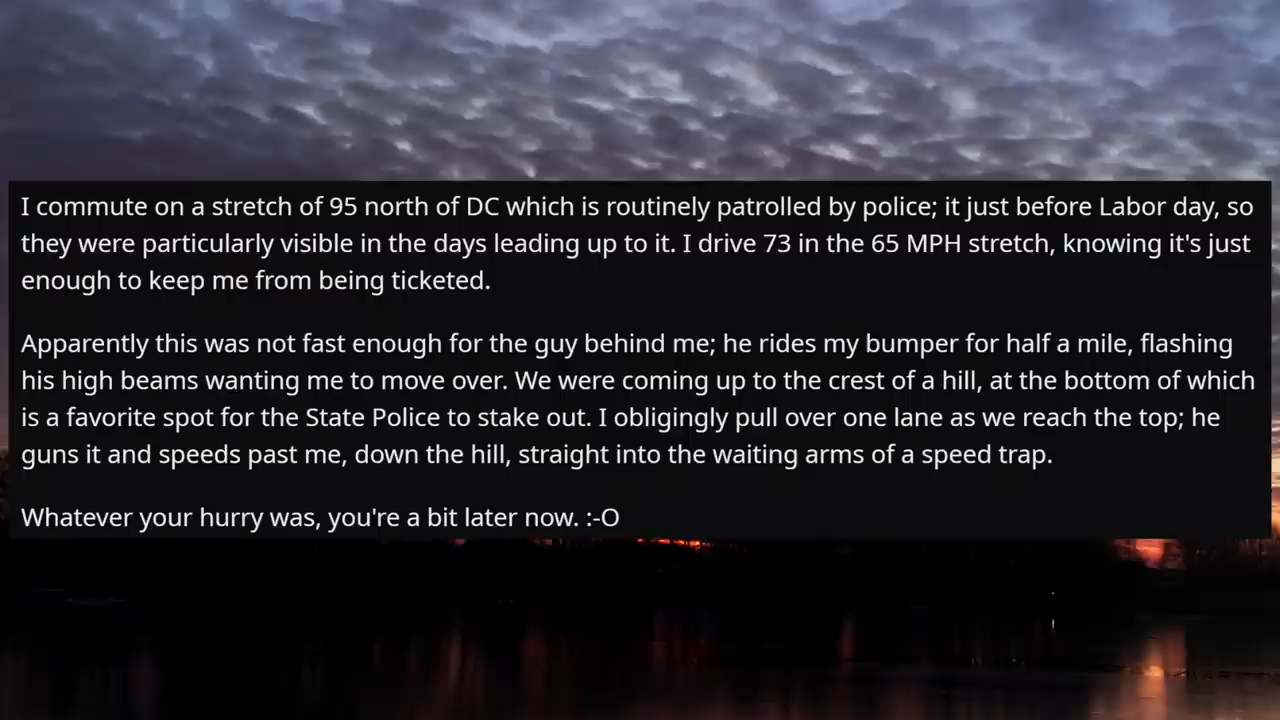 I commute on a stretch of 95 north of DC which is routinely patrolled by police; it just before Labor day, so
they were particularly visible in the days leading up to it. I drive 73 in the 65 MPH stretch, knowing it's just
enough to keep me from being ticketed.
Apparently this was not fast enough for the guy behind me; he rides my bumper for half a mile, flashing
his high beams wanting me to move over. We were coming up to the crest of a hill, at the bottom of which
is a favorite spot for the State Police to stake out. I obligingly pull over one lane as we reach the top; he
guns it and speeds past me, down the hill, straight into the waiting arms of a speed trap.
Whatever your hurry was, you're a bit later now. :-O